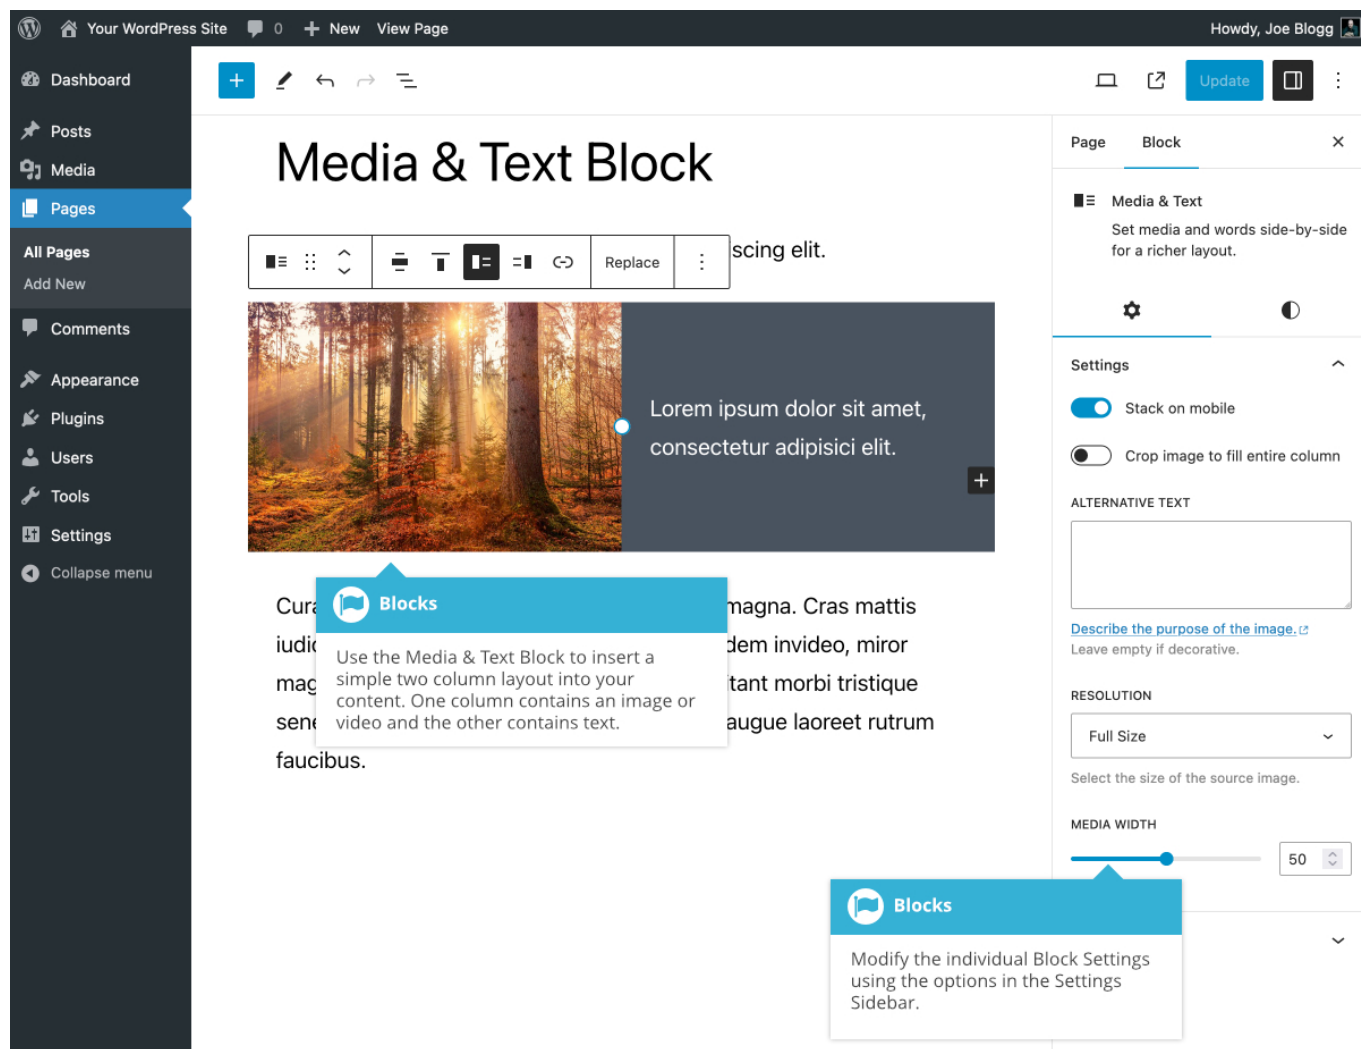 Your WordPress Site
0
New
View Page
Howdy, Joe Blogg
Dashboard
Posts
Media
Pages
All Pages
Add New
Comments
Appearance
Plugins
Users
Tools
Settings
Collapse menu
Update
Media & Text Block
scing elit.
Replace
Lorem ipsum dolor sit amet,
consectetur adipisici elit.
magna. Cras mattis
dem invideo, miror
mag
itant morbi tristique
augue laoreet rutrum
faucibus.
Blocks
Use the Media & Text Block to insert a
simple two column layout into your
content. One column contains an image or
video and the other contains text.
Page
Block
Media & Text
Set media and words side-by-side
for a richer layout.
Settings
Stack on mobile
Crop image to fill entire column
ALTERNATIVE TEXT
Describe the purpose of the image.
Leave empty if decorative.
RESOLUTION
Full Size
Select the size of the source image.
MEDIA WIDTH
50
Blocks
Modify the individual Block Settings
using the options in the Settings
Sidebar.